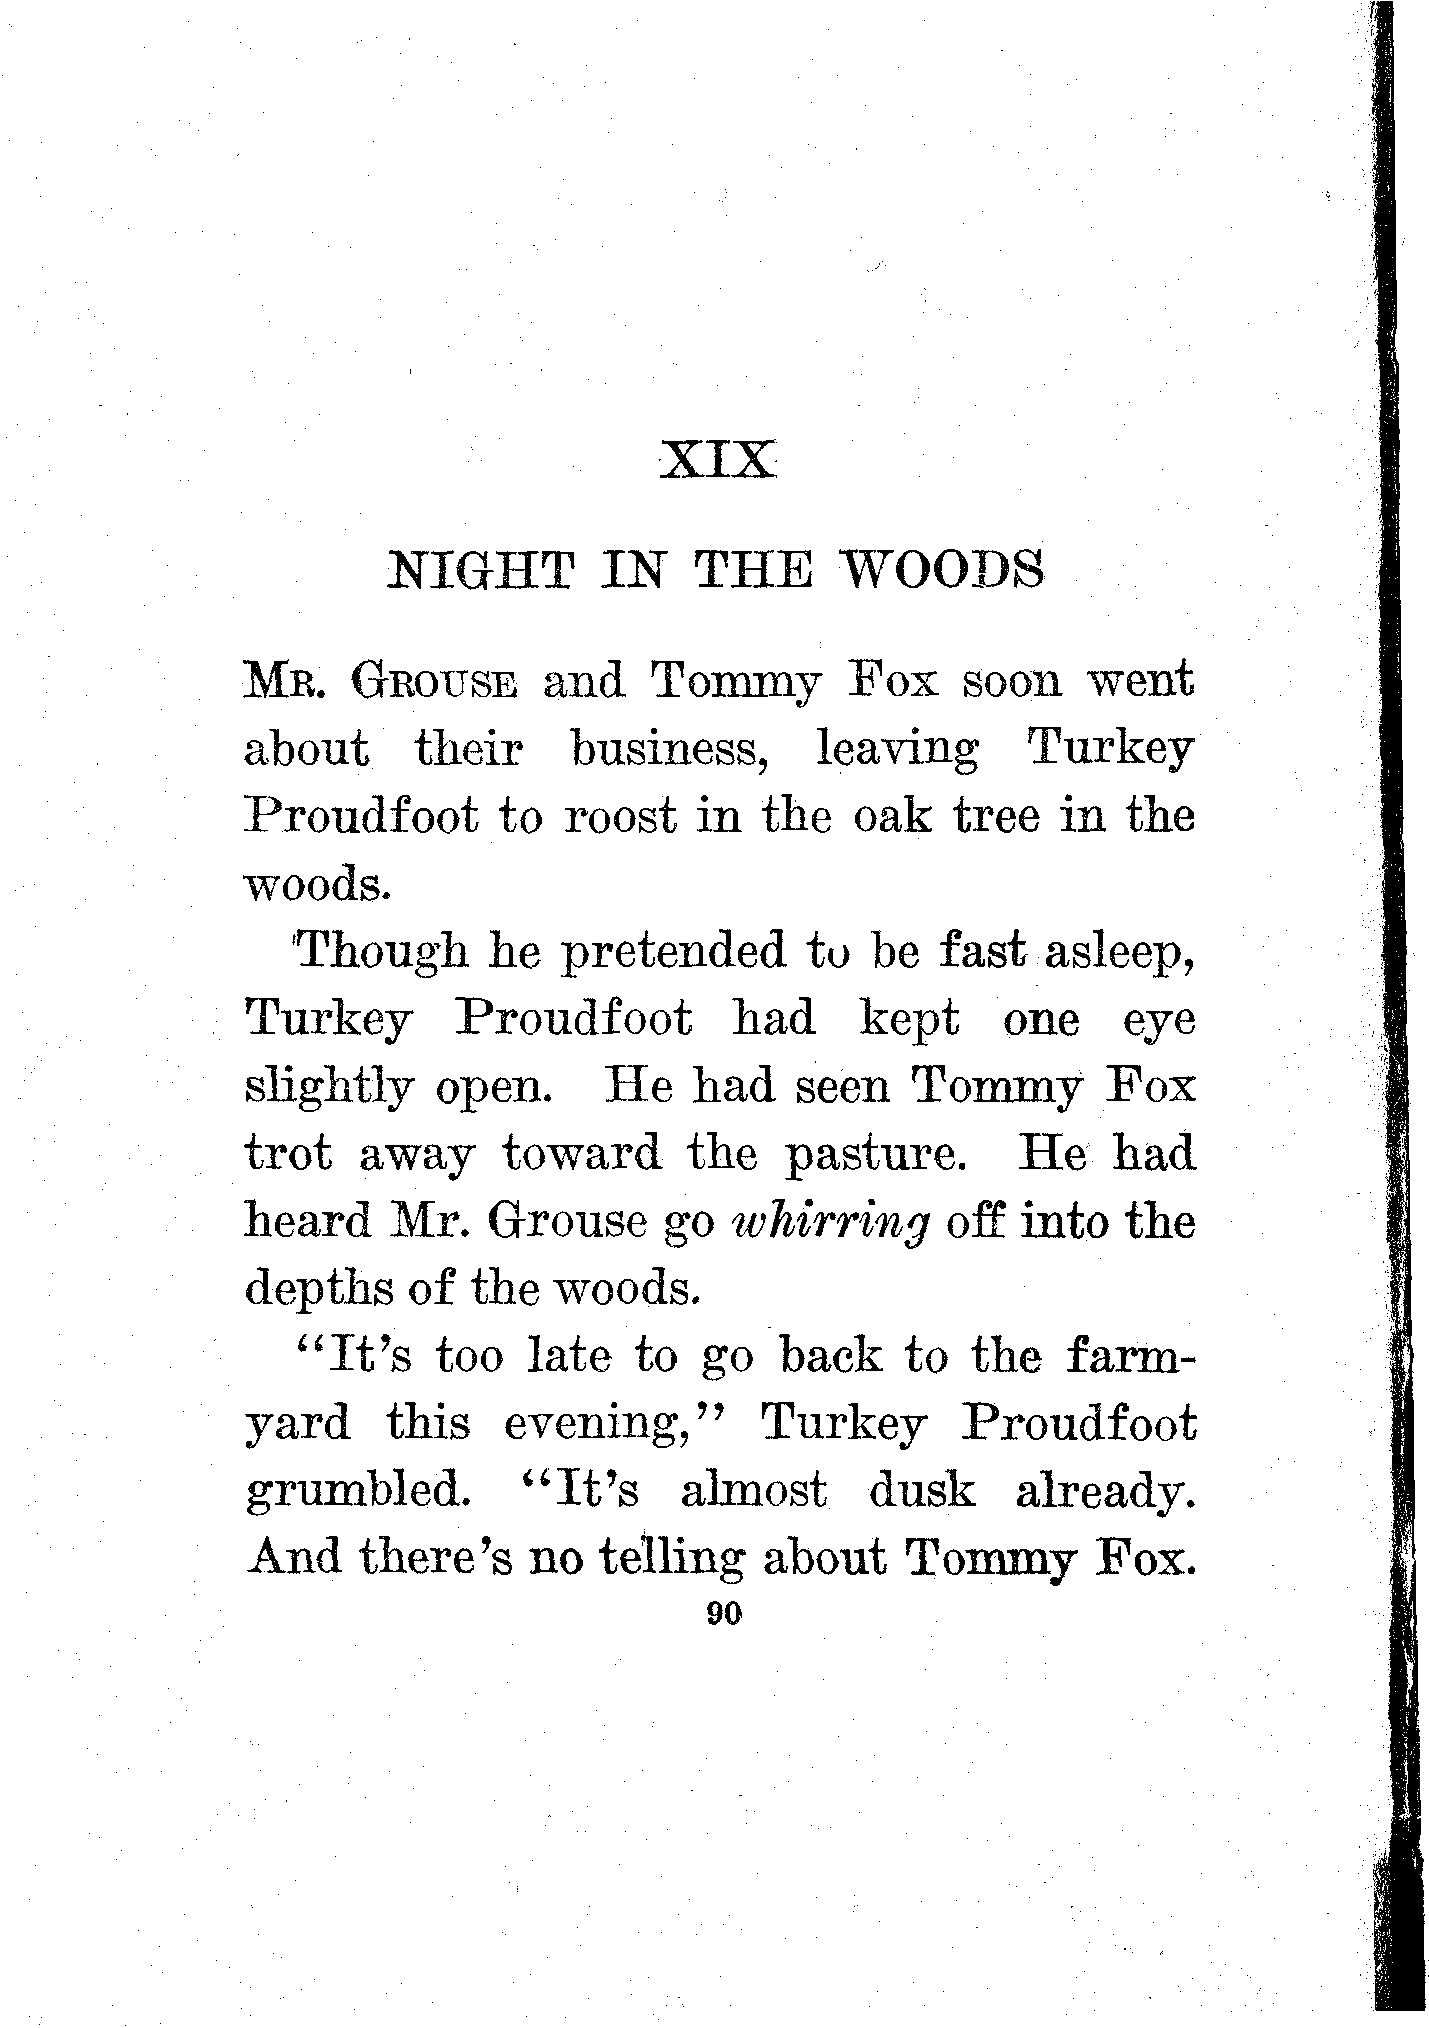 XIX
NIGHT IN THE WOODS
MR. GROUSE and Tommy Fox soon went
about their business, leaving Turkey
Proudfoot to roost in the oak tree in the
woods.
Though he pretended to be fast asleep,
Turkey Proudfoot had kept one eye
slightly open. He had seen Tommy Fox
trot away toward the pasture. He had
heard Mr. Grouse go whirring off into the
depths of the woods.
“It’s too late to go back to the farm-
yard this evening,” Turkey Proudfoot
grumbled. “It’s almost dusk already.
And there’s no telling about Tommy Fox.
90